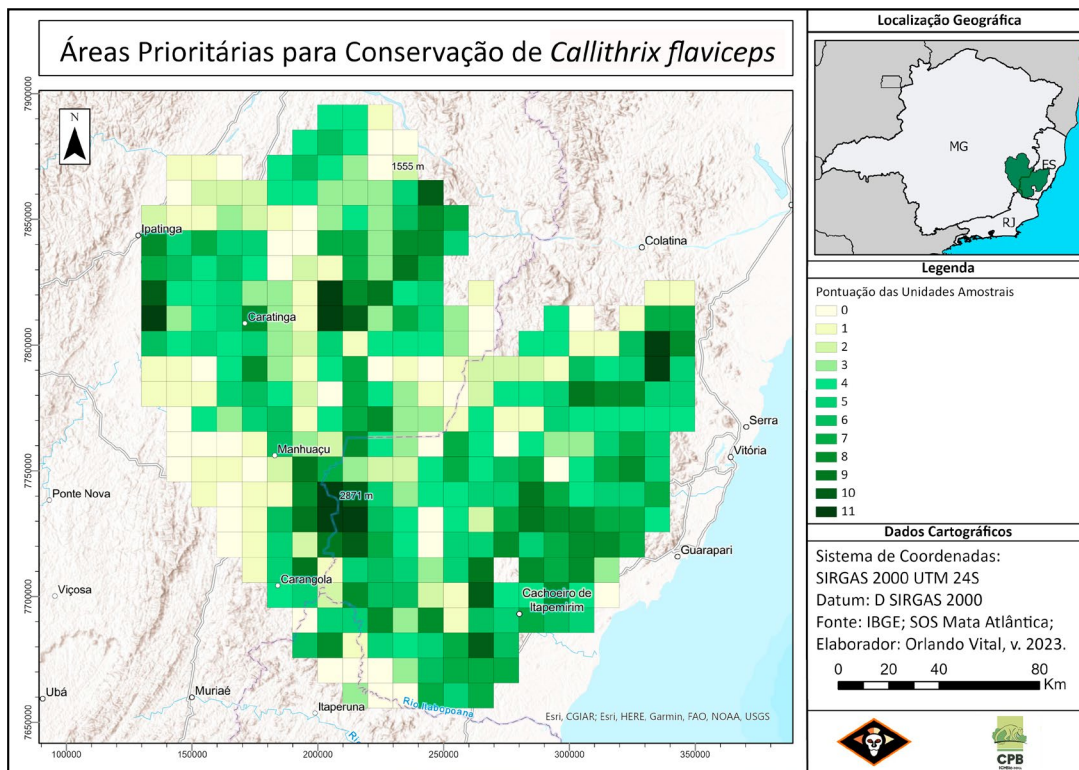 Áreas Prioritárias para Conservação de Callithrix flaviceps
N
7900000
7850000
7800000
7750000
7700000
7650000
100000
150000
200000
250000
300000
350000
1555 m
Ipatinga
Colatina
Caratinga
Serra
Manhuaçu
Vitória
Ponte Nova
2871 m
Guarapari
Carangola
Viçosa
Cachoeiro de
Itapemirim
Ubá
Muriaé
Itaperuna
Rio Itabopoana
Esri, CGIAR; Esri, HERE, Garmin, FAO, NOAA, USGS
Localização Geográfica
MG
ES
RJ
Legenda
Pontuação das Unidades Amostrais
0
1
2
3
4
5
6
7
8
9
10
11
Dados Cartográficos
Sistema de Coordenadas:
SIRGAS 2000 UTM 24S
Datum: D SIRGAS 2000
Fonte: IBGE; SOS Mata Atlântica;
Elaborador: Orlando Vital, v. 2023.
0 20 40 80
Km
CPB